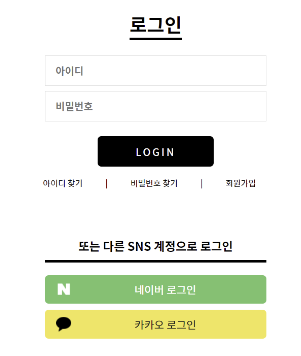 로그인
아이디
비밀번호
LOGIN
아이디 찾기 | 비밀번호 찾기 | 회원가입
또는 다른 SNS 계정으로 로그인
N 네이버 로그인
카카오 로그인